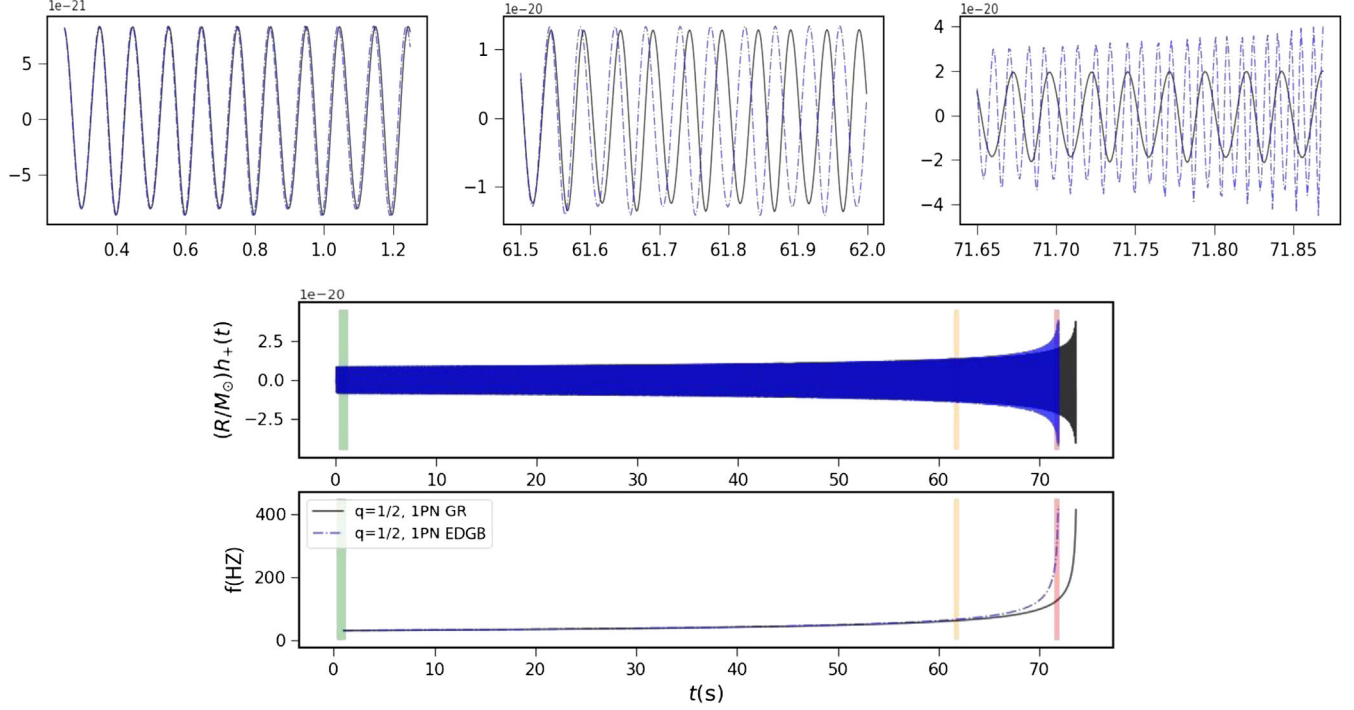 1e−21
5
0
−5
0.4 0.6 0.8 1.0 1.2
1e−20
1
0
−1
61.5 61.6 61.7 61.8 61.9 62.0
1e−20
4
2
0
−2
−4
71.65 71.70 71.75 71.80 71.85
1e−20
(R/M⊙)h+(t)
2.5
0.0
−2.5
0 10 20 30 40 50 60 70
f(HZ)
400
200
0
q=1/2, 1PN GR
q=1/2, 1PN EDGB
0 10 20 30 40 50 60 70
t(s)